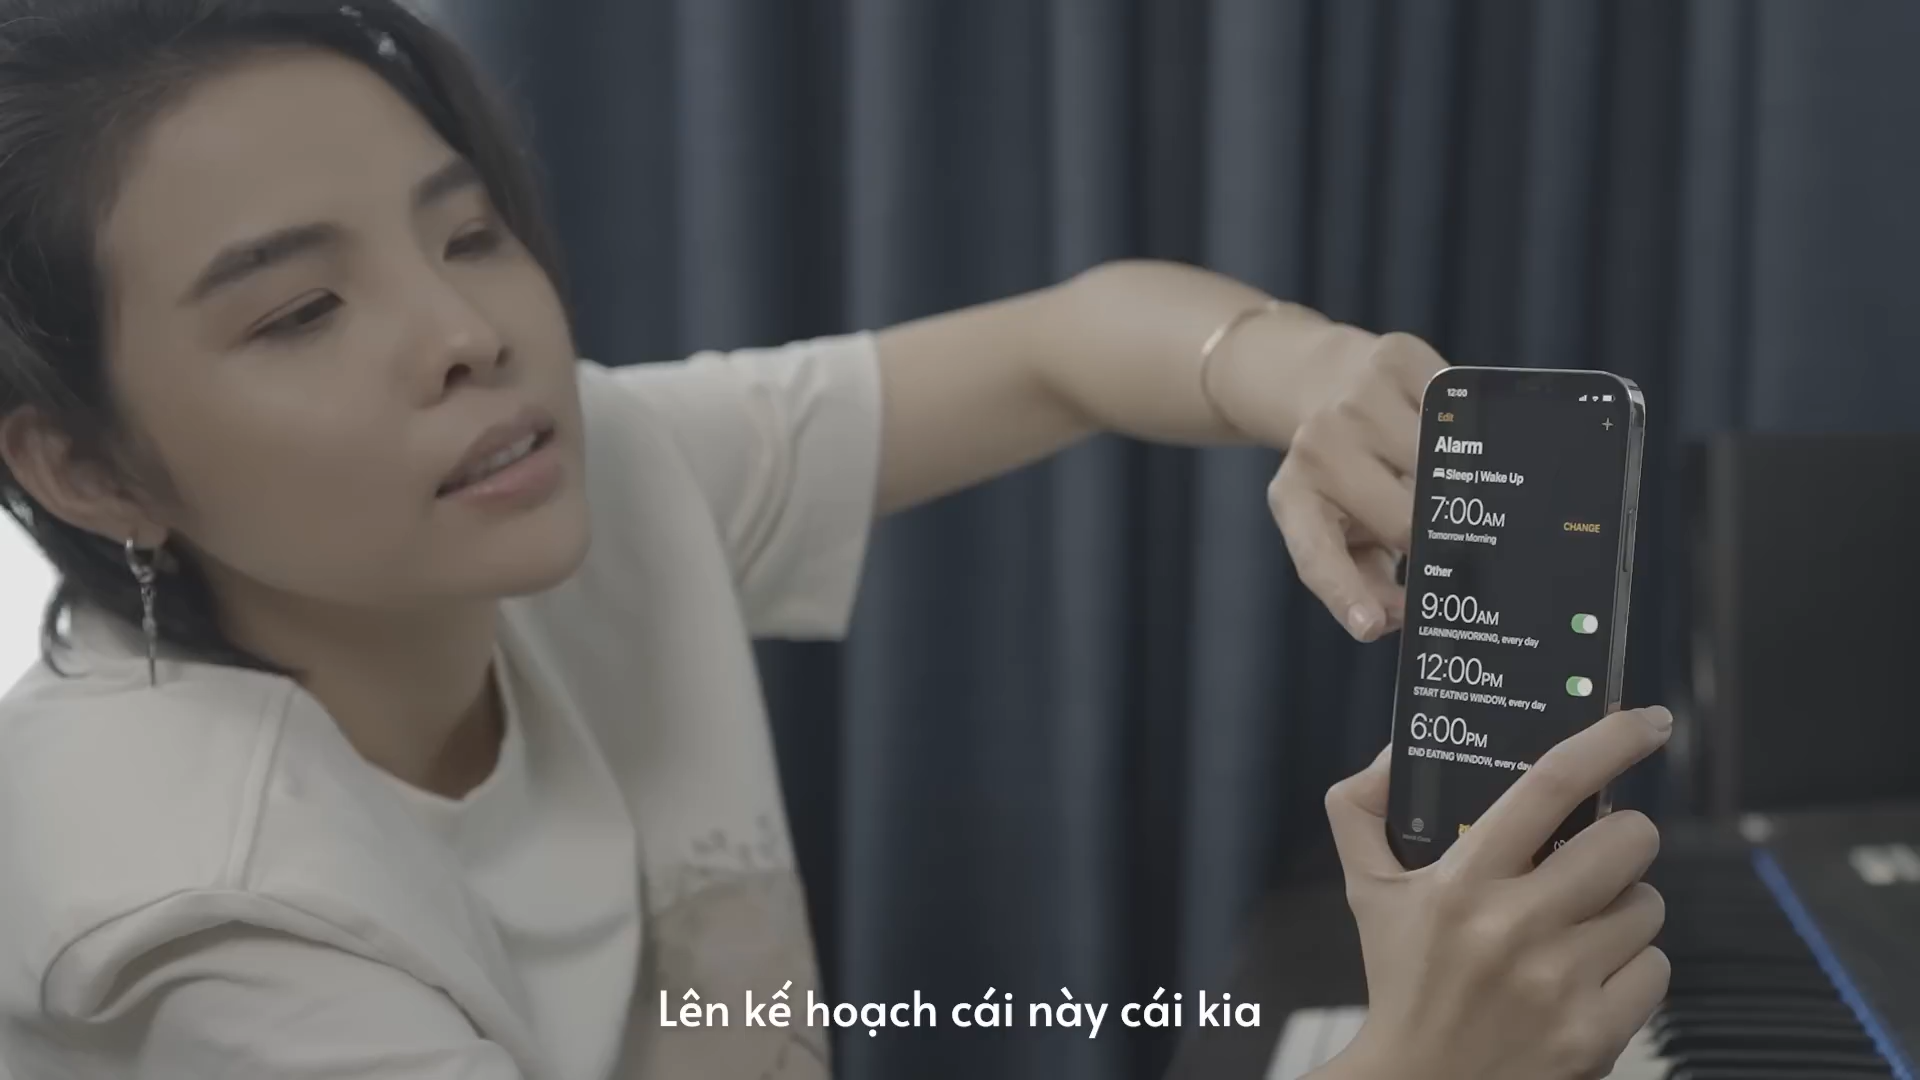 12:00
Edit
+
Alarm
Sleep | Wake Up
7:00AM
CHANGE
Tomorrow Morning
Other
9:00AM
LEARNING/WORKING, every day
12:00PM
START EATING WINDOW, every day
6:00PM
END EATING WINDOW, every day
Lên kế hoạch cái này cái kia